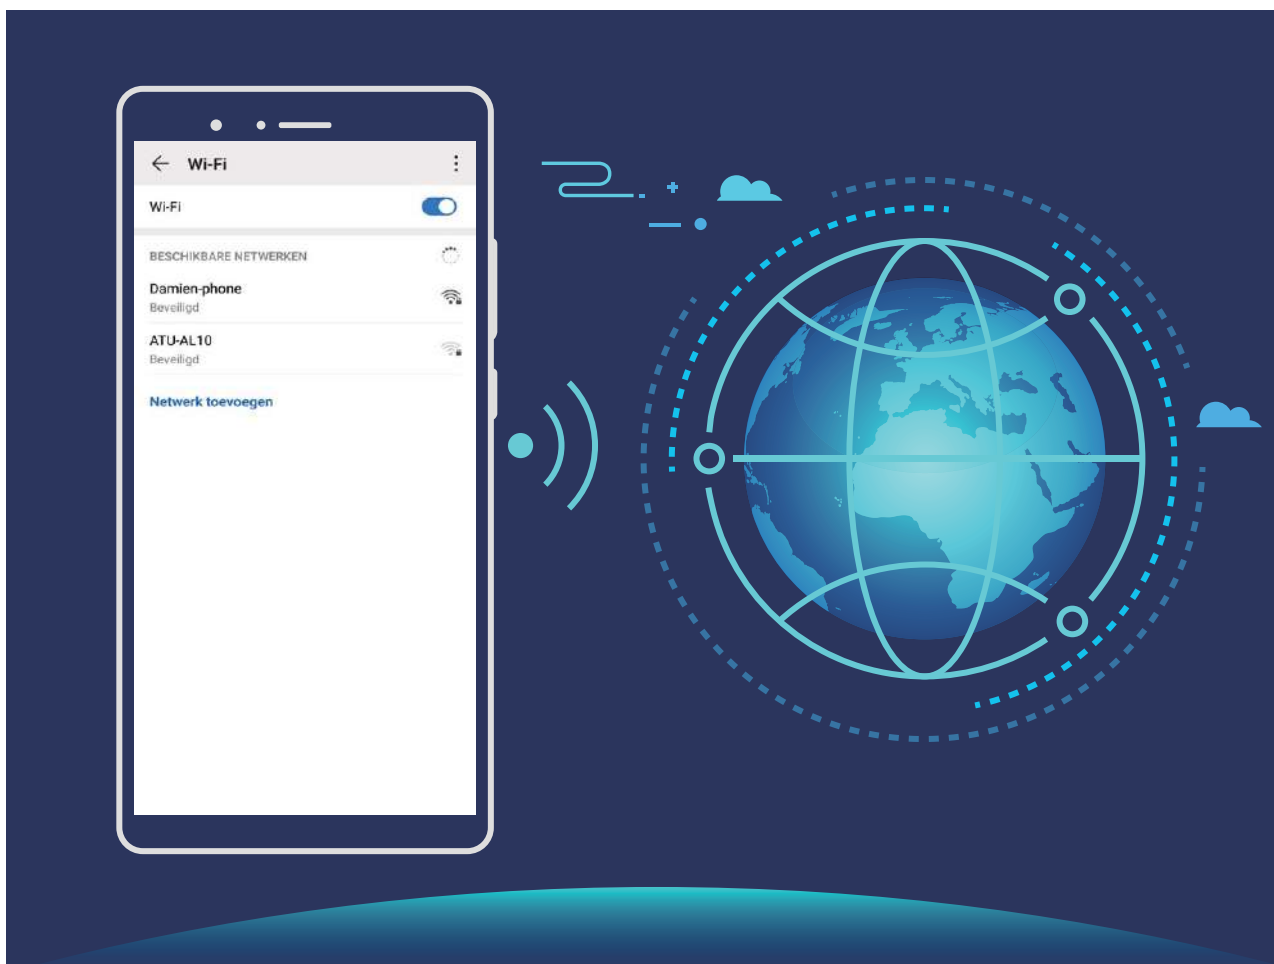 Wi-Fi
Wi-Fi
BESCHIKBARE NETWERKEN
Damien-phone
Beveiligd
ATU-AL10
Beveiligd
Netwerk toevoegen